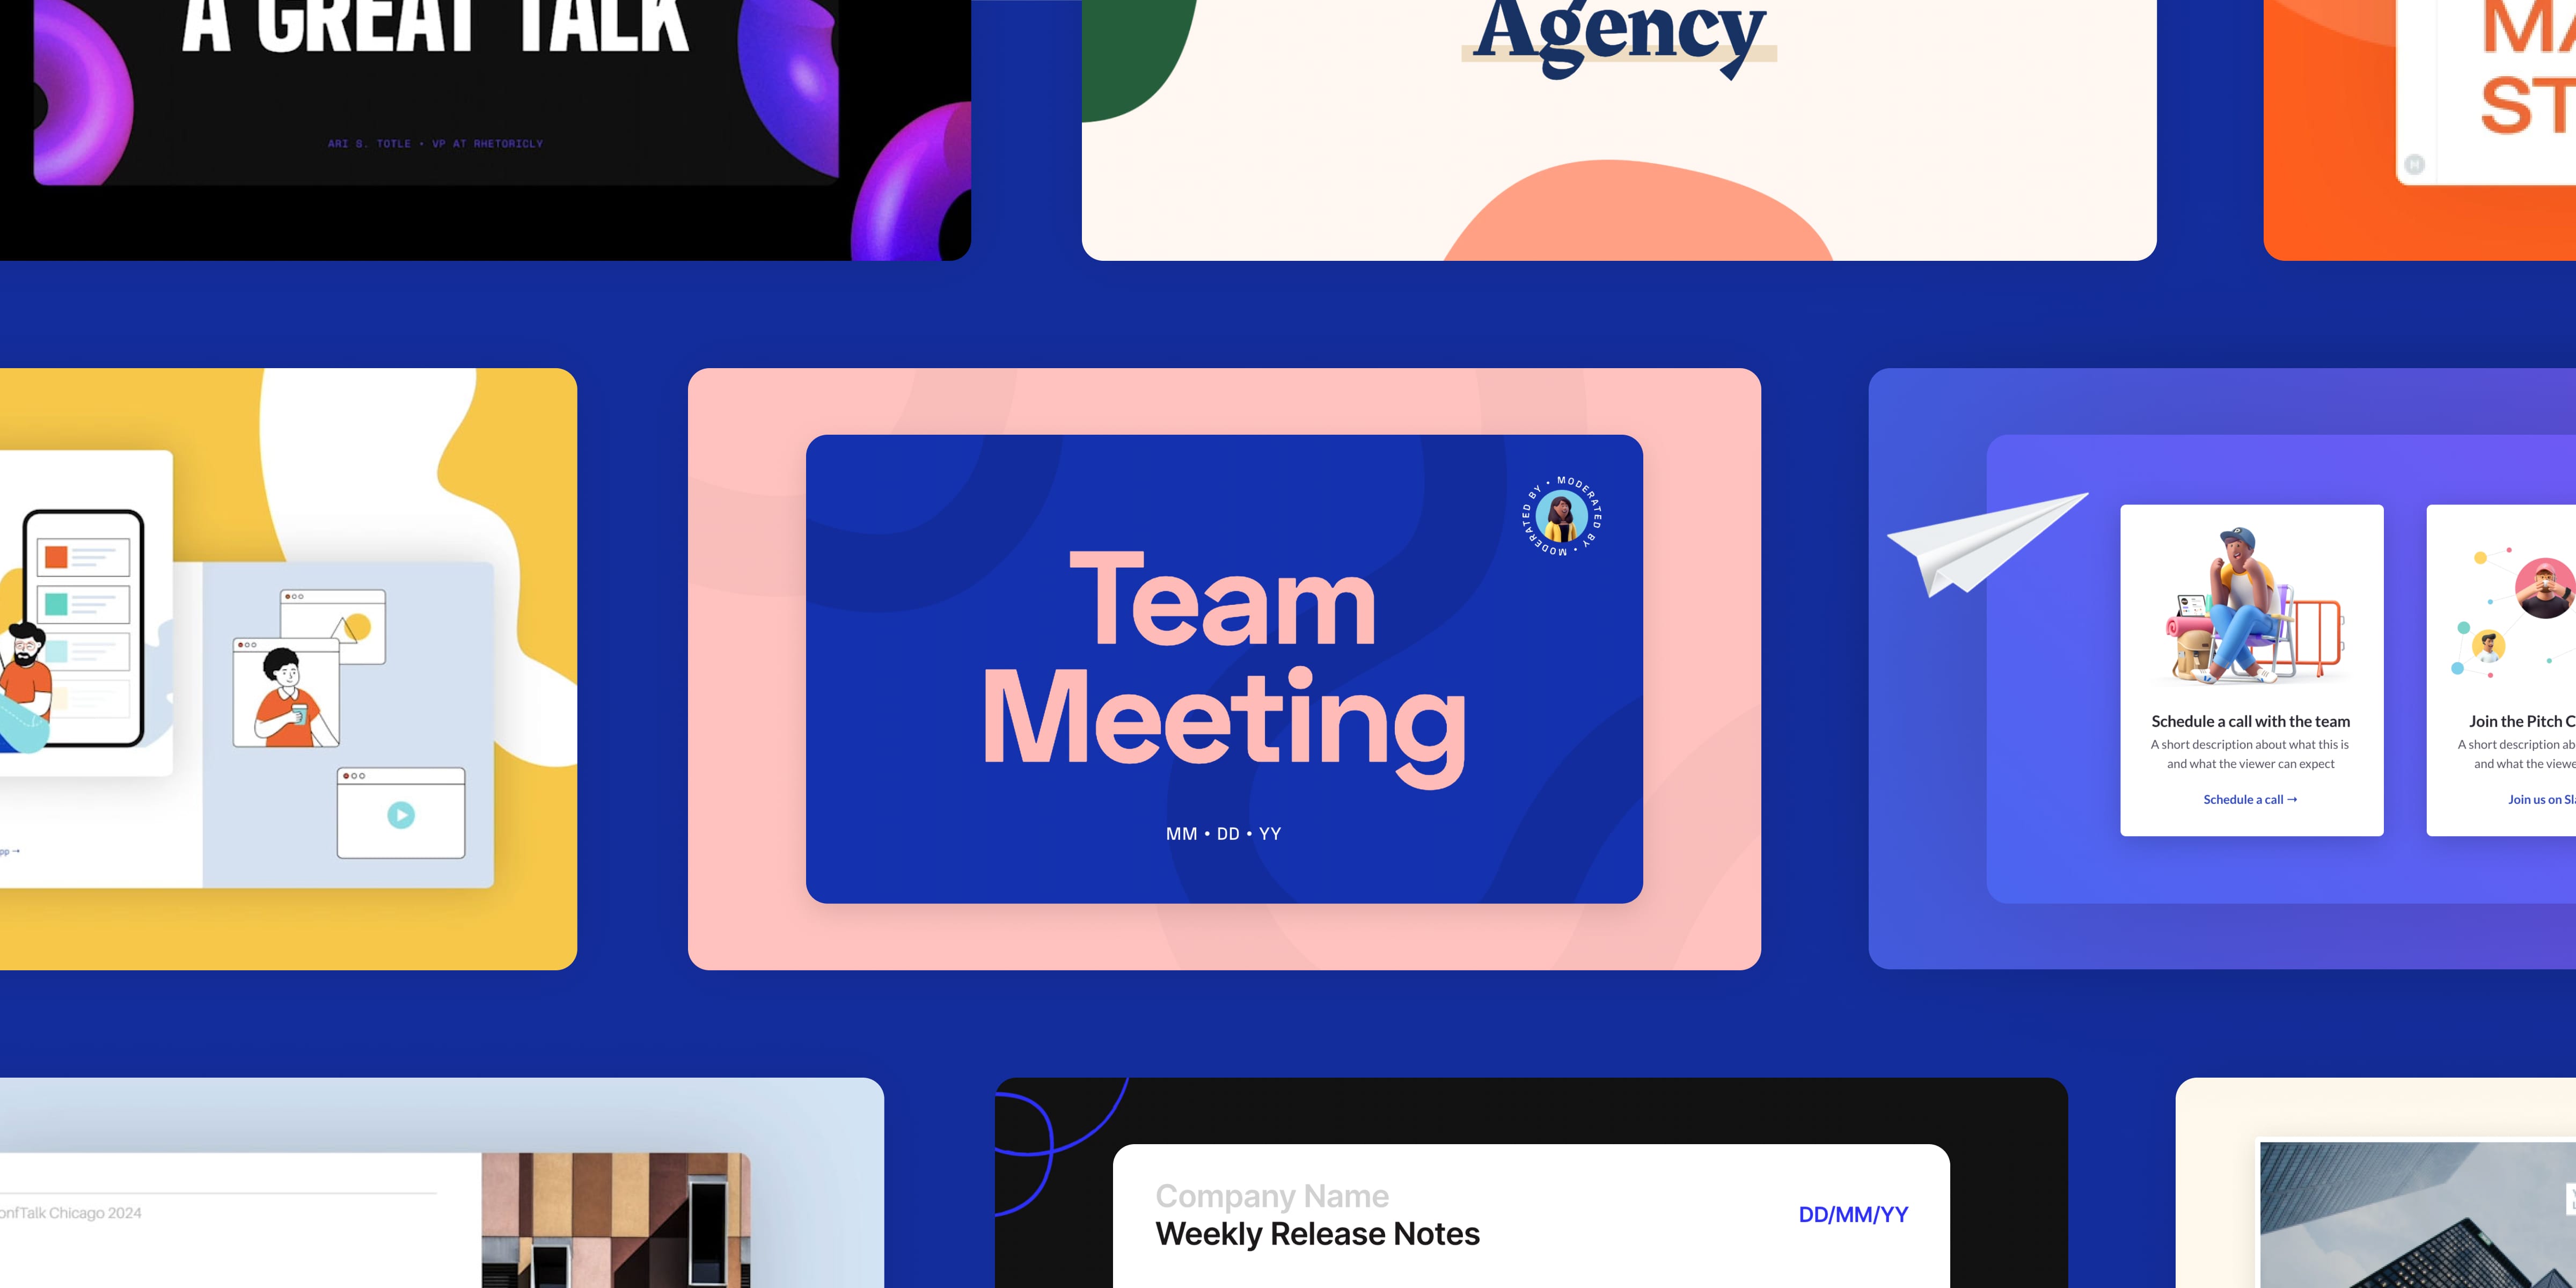 A GREAT TALK
ARI S. TOTLE • VP AT RHETORICLY
Agency
MA
ST
H
MODERATED BY • MODERATED BY •
Team
Meeting
MM • DD • YY
Schedule a call with the team
A short description about what this is
and what the viewer can expect
Schedule a call →
Join the Pitch C
A short description ab
and what the viewe
Join us on Sl
pp →
onfTalk Chicago 2024
Company Name
Weekly Release Notes
DD/MM/YY